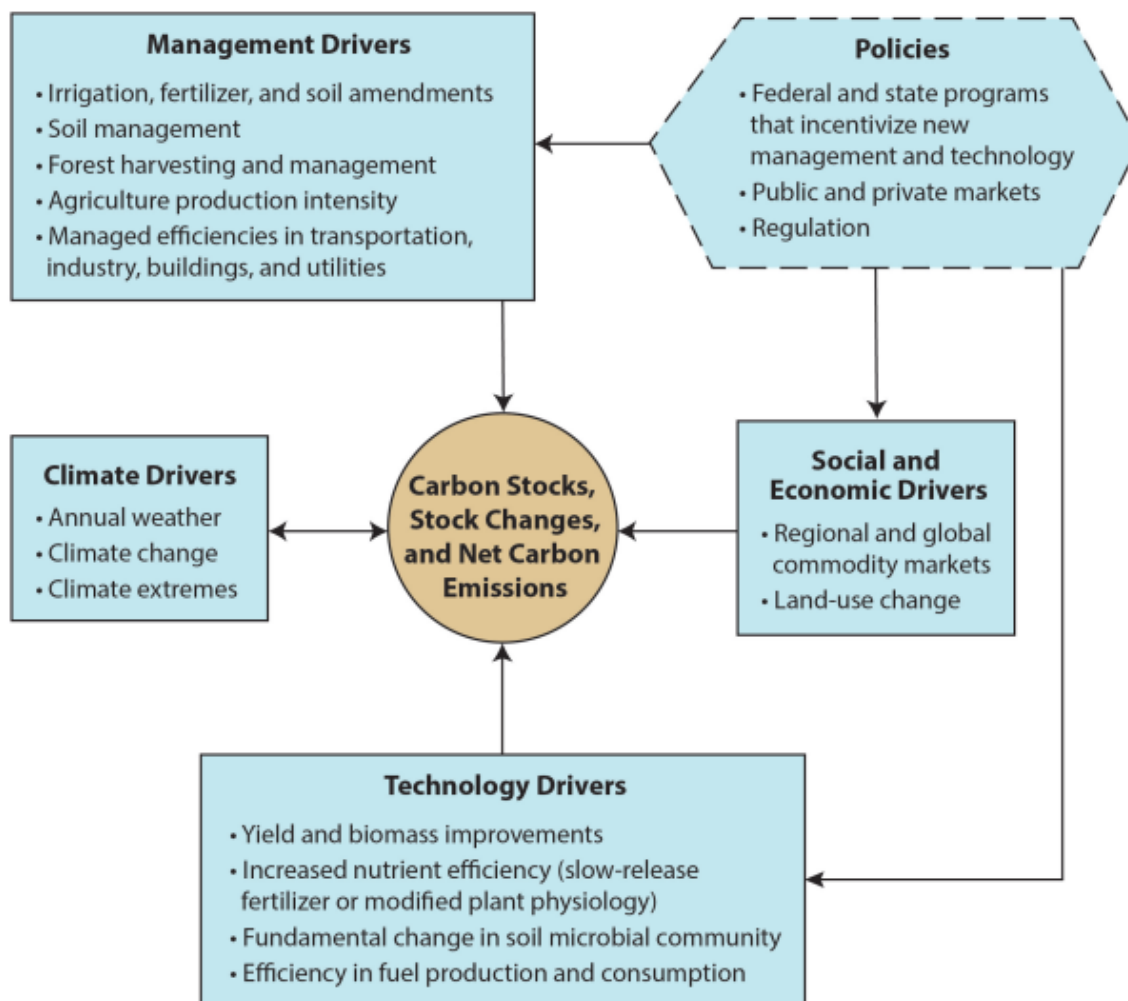 Management Drivers
• Irrigation, fertilizer, and soil amendments
• Soil management
• Forest harvesting and management
• Agriculture production intensity
• Managed efficiencies in transportation,
industry, buildings, and utilities
Policies
• Federal and state programs
that incentivize new
management and technology
• Public and private markets
• Regulation
Climate Drivers
• Annual weather
• Climate change
• Climate extremes
Carbon Stocks,
Stock Changes,
and Net Carbon
Emissions
Social and
Economic Drivers
• Regional and global
commodity markets
• Land-use change
Technology Drivers
• Yield and biomass improvements
• Increased nutrient efficiency (slow-release
fertilizer or modified plant physiology)
• Fundamental change in soil microbial community
• Efficiency in fuel production and consumption